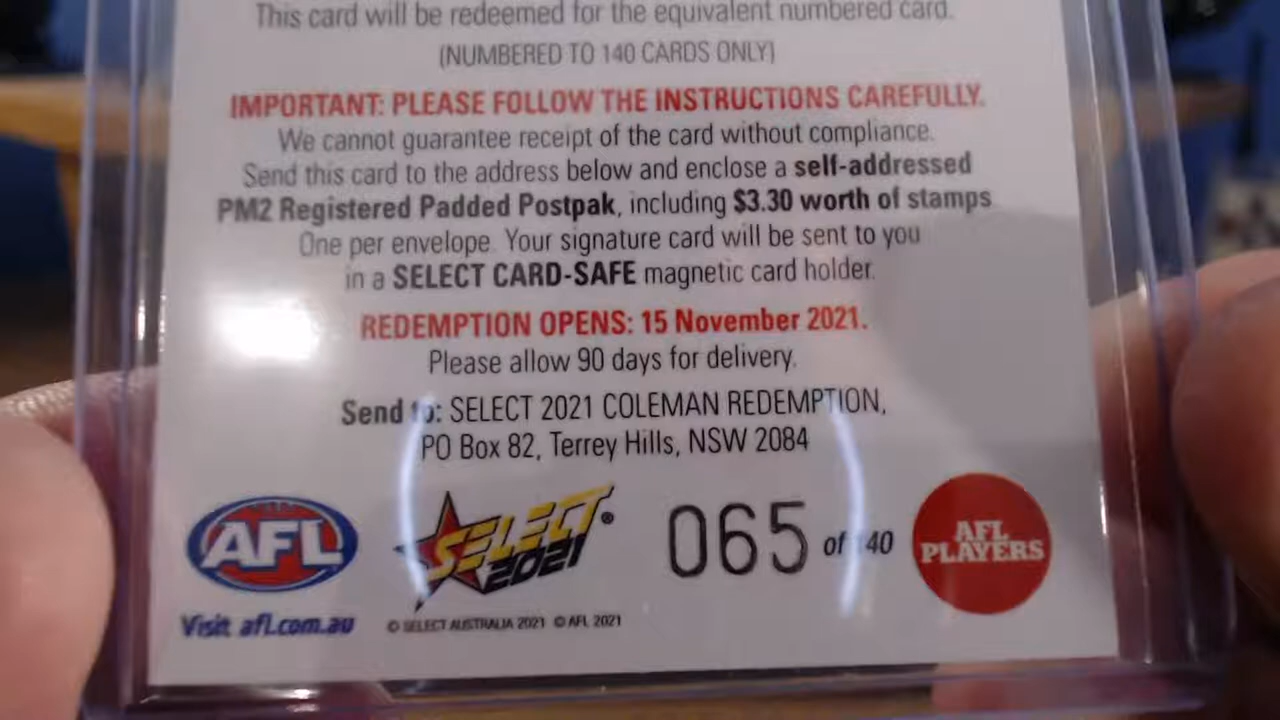 This card will be redeemed for the equivalent numbered card.
(NUMBERED TO 140 CARDS ONLY)
IMPORTANT: PLEASE FOLLOW THE INSTRUCTIONS CAREFULLY.
We cannot guarantee receipt of the card without compliance.
Send this card to the address below and enclose a self-addressed
PM2 Registered Padded Postpak, including $3.30 worth of stamps
One per envelope. Your signature card will be sent to you
in a SELECT CARD-SAFE magnetic card holder.
REDEMPTION OPENS: 15 November 2021.
Please allow 90 days for delivery.
Send to: SELECT 2021 COLEMAN REDEMPTION,
PO Box 82, Terrey Hills, NSW 2084
AFL
SELECT® 2021
065 of 140
AFL PLAYERS
Visit afl.com.au
© SELECT AUSTRALIA 2021 © AFL 2021